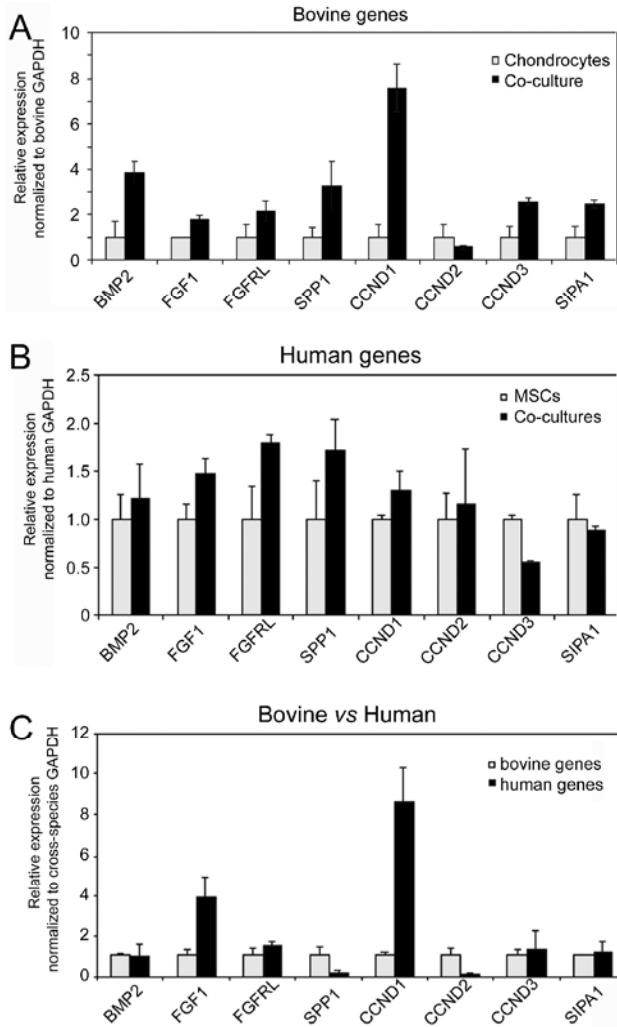 A
Bovine genes
Relative expression
normalized to bovine GAPDH
10
8
6
4
2
0
Chondrocytes
Co-culture
BMP2
FGF1
FGFRL
SPP1
CCND1
CCND2
CCND3
SIPA1
B
Human genes
Relative expression
normalized to human GAPDH
2.5
2.0
1.5
1.0
0.5
0
MSCs
Co-cultures
BMP2
FGF1
FGFRL
SPP1
CCND1
CCND2
CCND3
SIPA1
C
Bovine vs Human
Relative expression
normalized to cross-species GAPDH
12
10
8
6
4
2
0
bovine genes
human genes
BMP2
FGF1
FGFRL
SPP1
CCND1
CCND2
CCND3
SIPA1